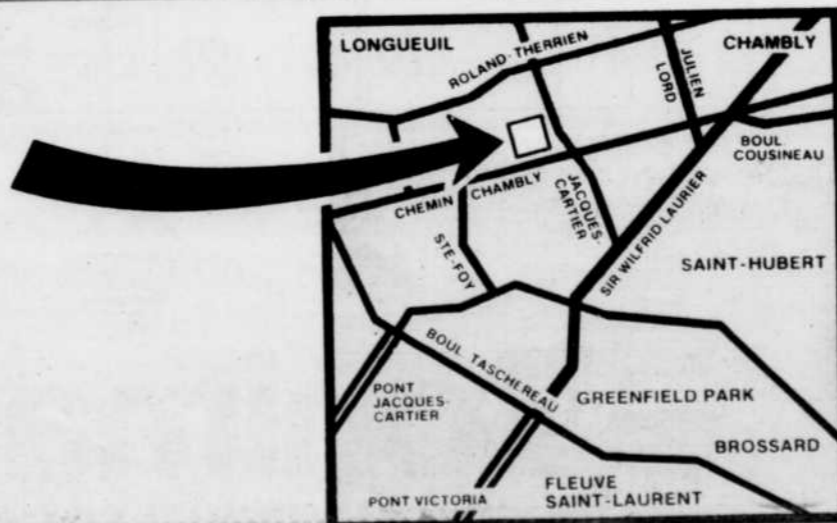 LONGUEUIL
ROLAND-THERRIEN
JULIEN
LORD
CHAMBLY
BOUL
COUSINEAU
CHEMIN CHAMBLY
JACQUES-
CARTIER
STE-FOY
SIR WILFRID LAURIER
SAINT-HUBERT
BOUL TASCHEREAU
PONT
JACQUES-
CARTIER
GREENFIELD PARK
BROSSARD
FLEUVE
SAINT-LAURENT
PONT VICTORIA